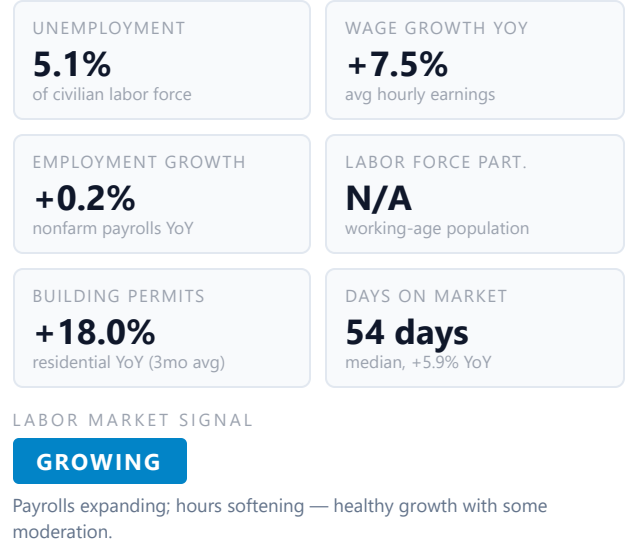 UNEMPLOYMENT
5.1%
of civilian labor force
WAGE GROWTH YOY
+7.5%
avg hourly earnings
EMPLOYMENT GROWTH
+0.2%
nonfarm payrolls YoY
LABOR FORCE PART.
N/A
working-age population
BUILDING PERMITS
+18.0%
residential YoY (3mo avg)
DAYS ON MARKET
54 days
median, +5.9% YoY
LABOR MARKET SIGNAL
GROWING
Payrolls expanding; hours softening — healthy growth with some
moderation.